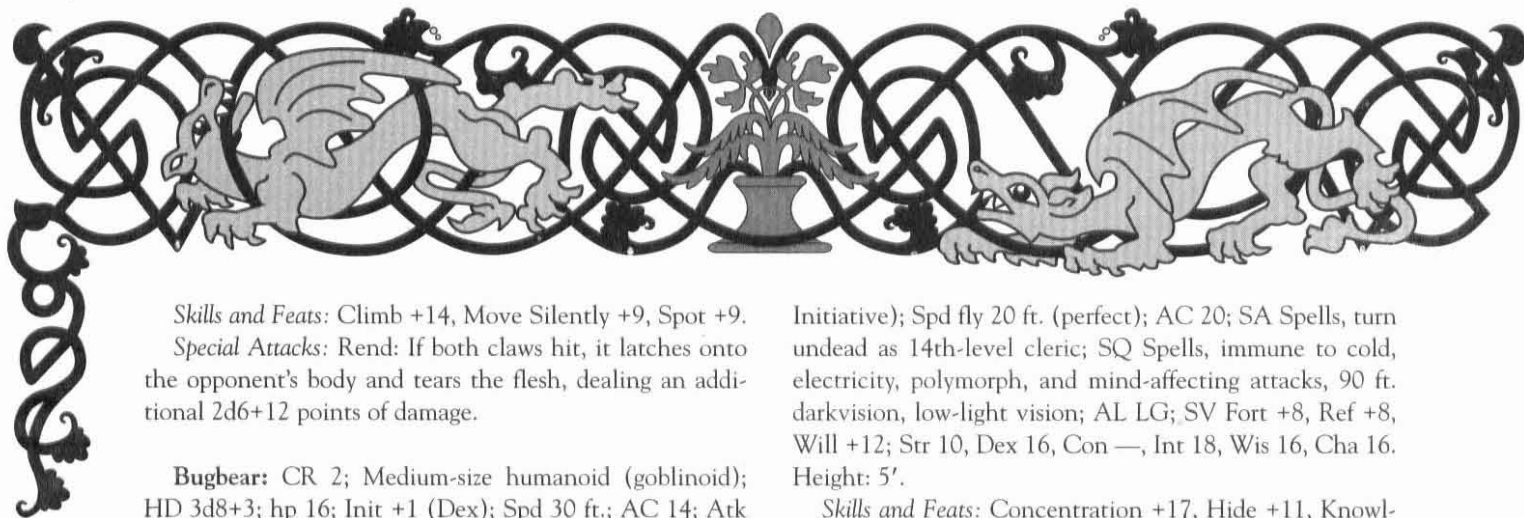 Skills and Feats: Climb +14, Move Silently +9, Spot +9.
Special Attacks: Rend: If both claws hit, it latches onto
the opponent's body and tears the flesh, dealing an addi-
tional 2d6+12 points of damage.
Bugbear: CR 2; Medium-size humanoid (goblinoid);
HD 3d8+3; hp 16; Init +1 (Dex); Spd 30 ft.; AC 14; Atk
Initiative); Spd fly 20 ft. (perfect); AC 20; SA Spells, turn
undead as 14th-level cleric; SQ Spells, immune to cold,
electricity, polymorph, and mind-affecting attacks, 90 ft.
darkvision, low-light vision; AL LG; SV Fort +8, Ref +8,
Will +12; Str 10, Dex 16, Con —, Int 18, Wis 16, Cha 16.
Height: 5′.
Skills and Feats: Concentration +17, Hide +11, Knowl-